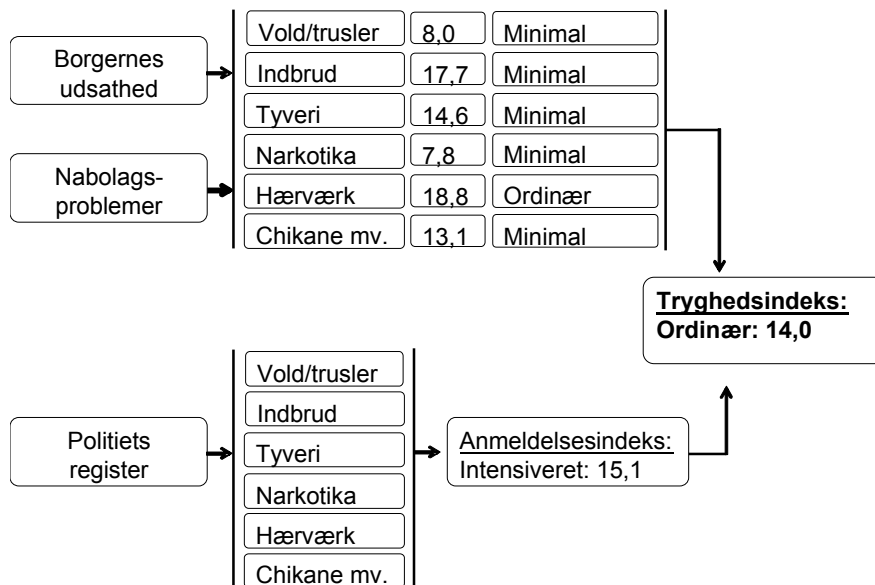 Borgernes
udsathed
Nabolags-
problemer
Vold/trusler 8,0 Minimal
Indbrud 17,7 Minimal
Tyveri 14,6 Minimal
Narkotika 7,8 Minimal
Hærværk 18,8 Ordinær
Chikane mv. 13,1 Minimal
Tryghedsindeks:
Ordinær: 14,0
Politiets
register
Vold/trusler
Indbrud
Tyveri
Narkotika
Hærværk
Chikane mv.
Anmeldelsesindeks:
Intensiveret: 15,1